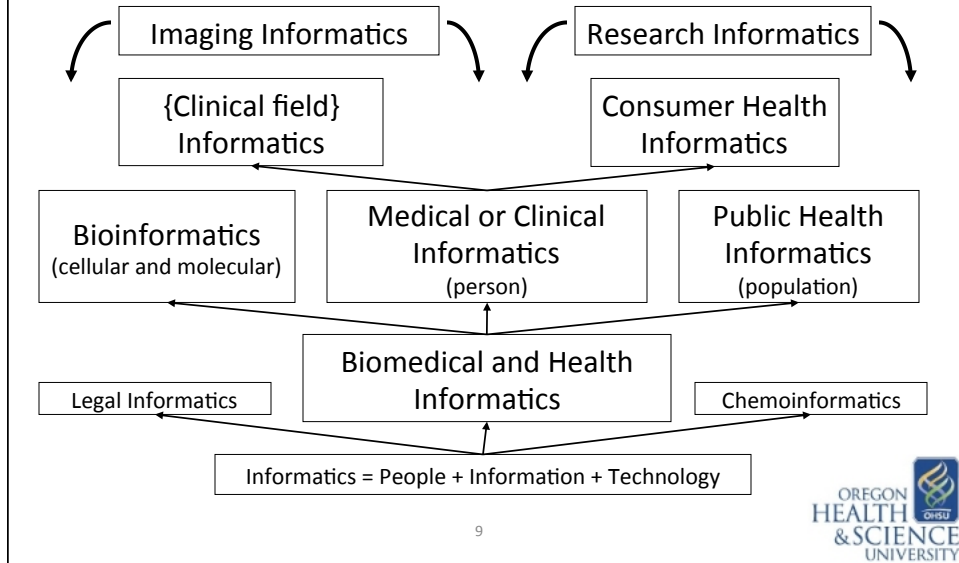 Imaging Informatics
Research Informatics
{Clinical field}
Informatics
Consumer Health
Informatics
Bioinformatics
(cellular and molecular)
Medical or Clinical
Informatics
(person)
Public Health
Informatics
(population)
Biomedical and Health
Informatics
Legal Informatics
Chemoinformatics
Informatics = People + Information + Technology
9
OREGON
HEALTH
OHSU
& SCIENCE
UNIVERSITY